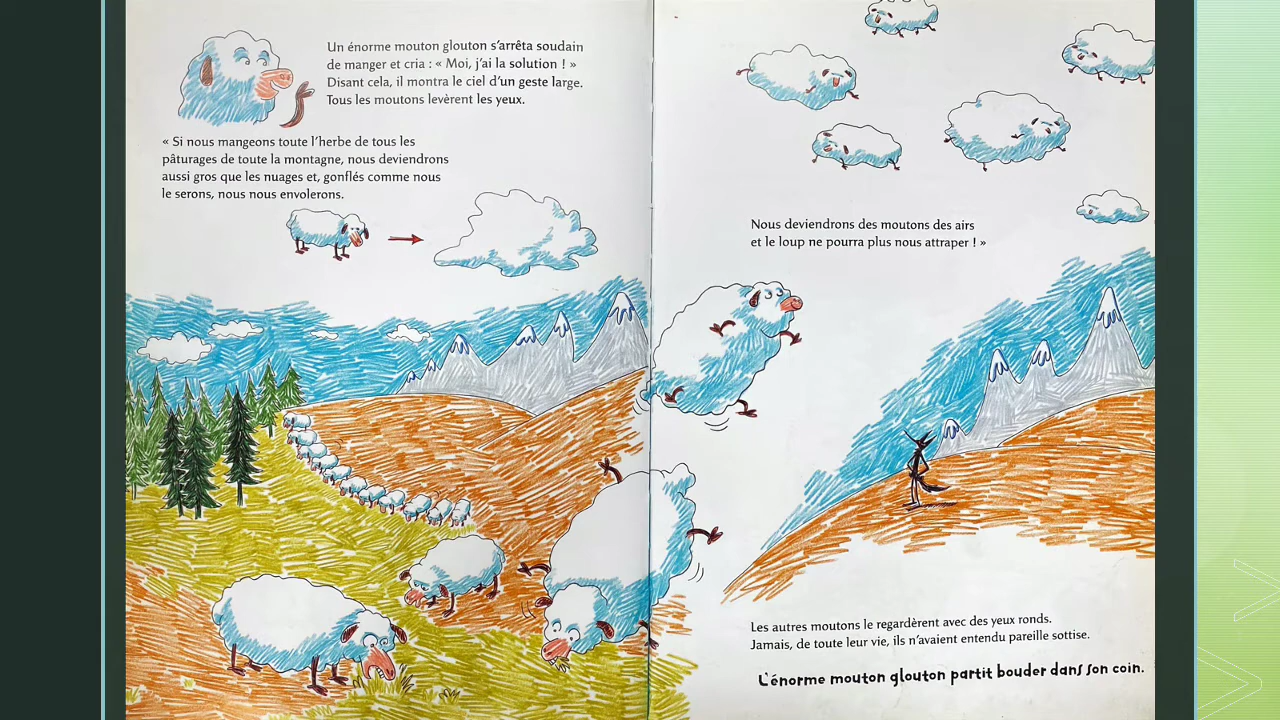 Un énorme mouton glouton s'arrêta soudain
de manger et cria : « Moi, j'ai la solution ! »
Disant cela, il montra le ciel d'un geste large.
Tous les moutons levèrent les yeux.
« Si nous mangeons toute l'herbe de tous les
pâturages de toute la montagne, nous deviendrons
aussi gros que les nuages et, gonflés comme nous
le serons, nous nous envolerons.
Nous deviendrons des moutons des airs
et le loup ne pourra plus nous attraper ! »
Les autres moutons le regardèrent avec des yeux ronds.
Jamais, de toute leur vie, ils n'avaient entendu pareille sottise.
L'énorme mouton glouton partit bouder dans son coin.